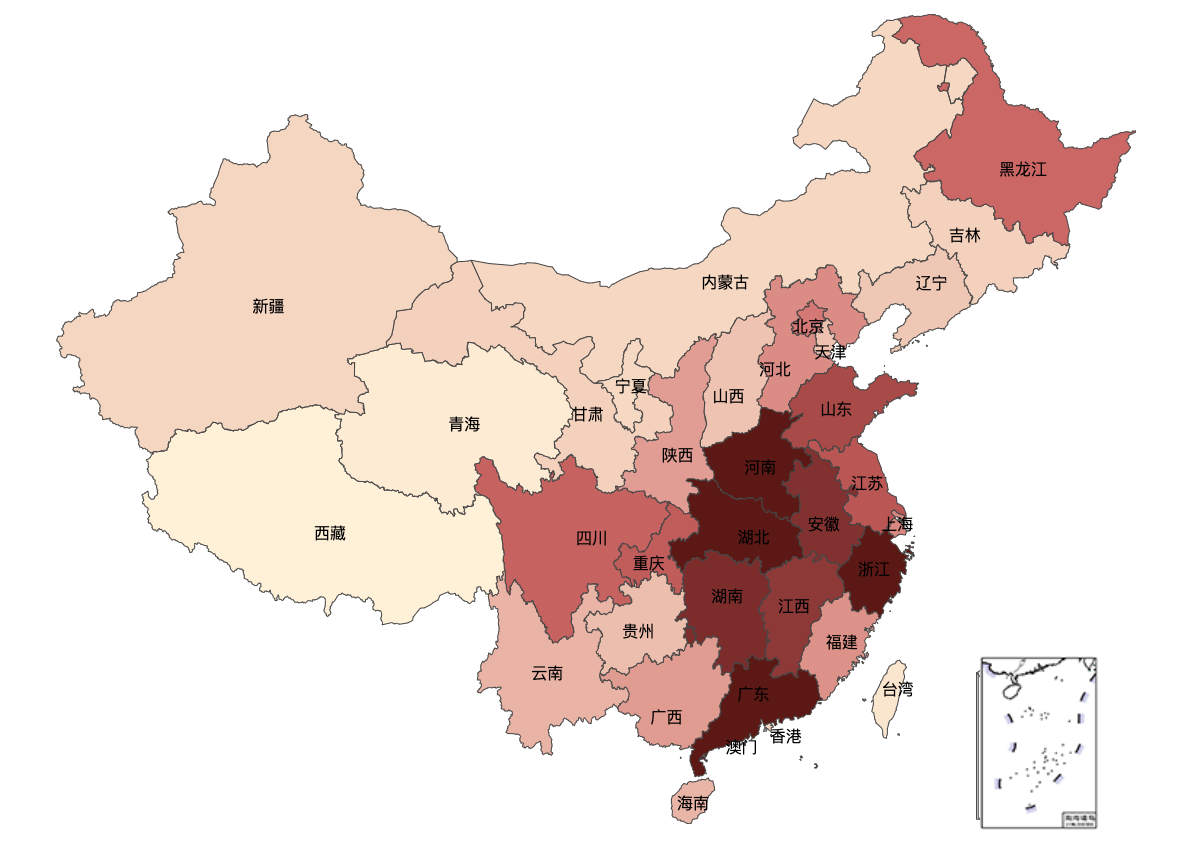 黑龙江
吉林
辽宁
内蒙古
新疆
北京
天津
河北
宁夏
山西
山东
甘肃
青海
陕西
河南
江苏
上海
安徽
西藏
四川
湖北
重庆
浙江
湖南
江西
贵州
福建
云南
台湾
广东
广西
香港
澳门
海南